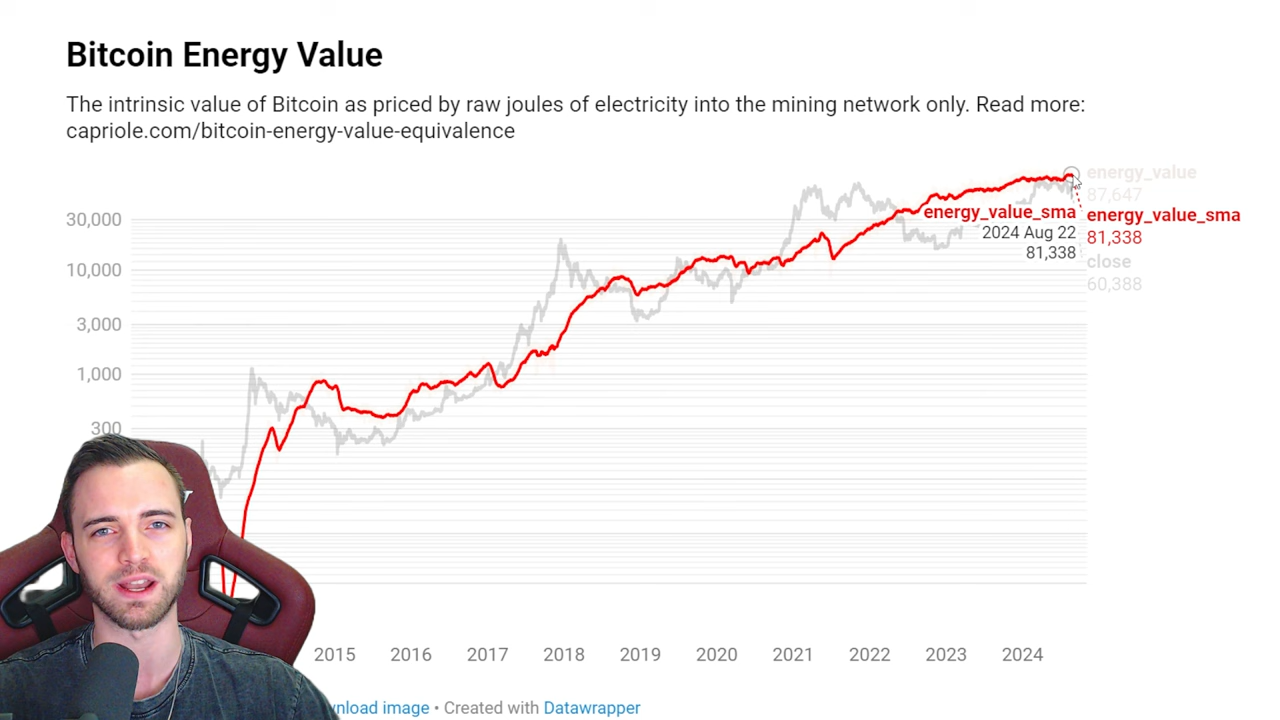 Bitcoin Energy Value
The intrinsic value of Bitcoin as priced by raw joules of electricity into the mining network only. Read more:
capriole.com/bitcoin-energy-value-equivalence
energy_value
87,647
energy_value_sma
81,338
close
60,388
energy_value_sma
2024 Aug 22
81,338
30,000
10,000
3,000
1,000
300
2015 2016 2017 2018 2019 2020 2021 2022 2023 2024
nload image • Created with Datawrapper